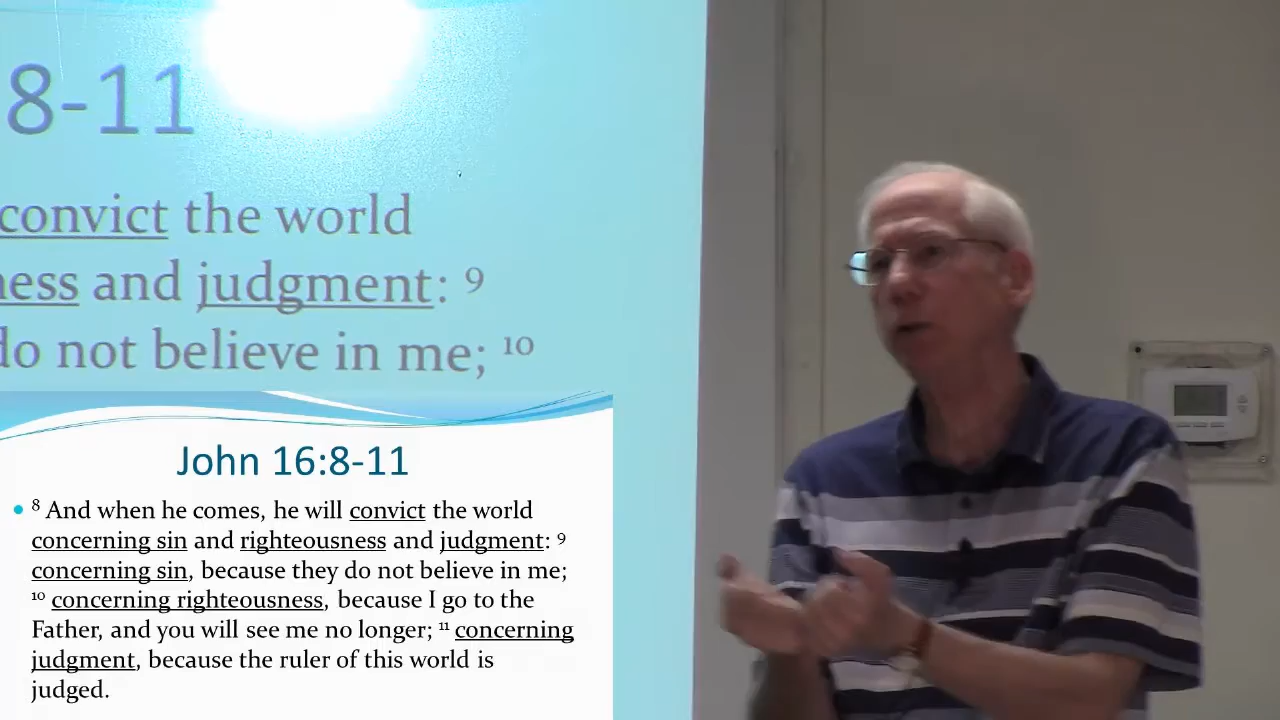 8-11
convict the world
ness and judgment: 9
do not believe in me; 10
John 16:8-11
• 8 And when he comes, he will convict the world
concerning sin and righteousness and judgment: 9
concerning sin, because they do not believe in me;
10 concerning righteousness, because I go to the
Father, and you will see me no longer; 11 concerning
judgment, because the ruler of this world is
judged.